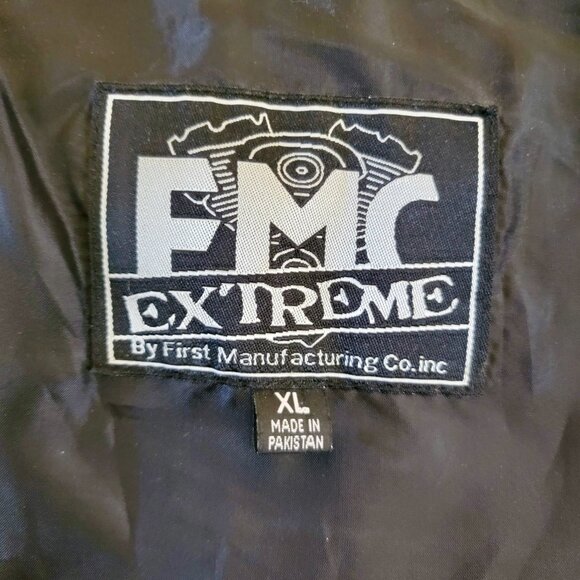 FMC
EXTREME
By First Manufacturing Co.inc
XL
MADE IN
PAKISTAN